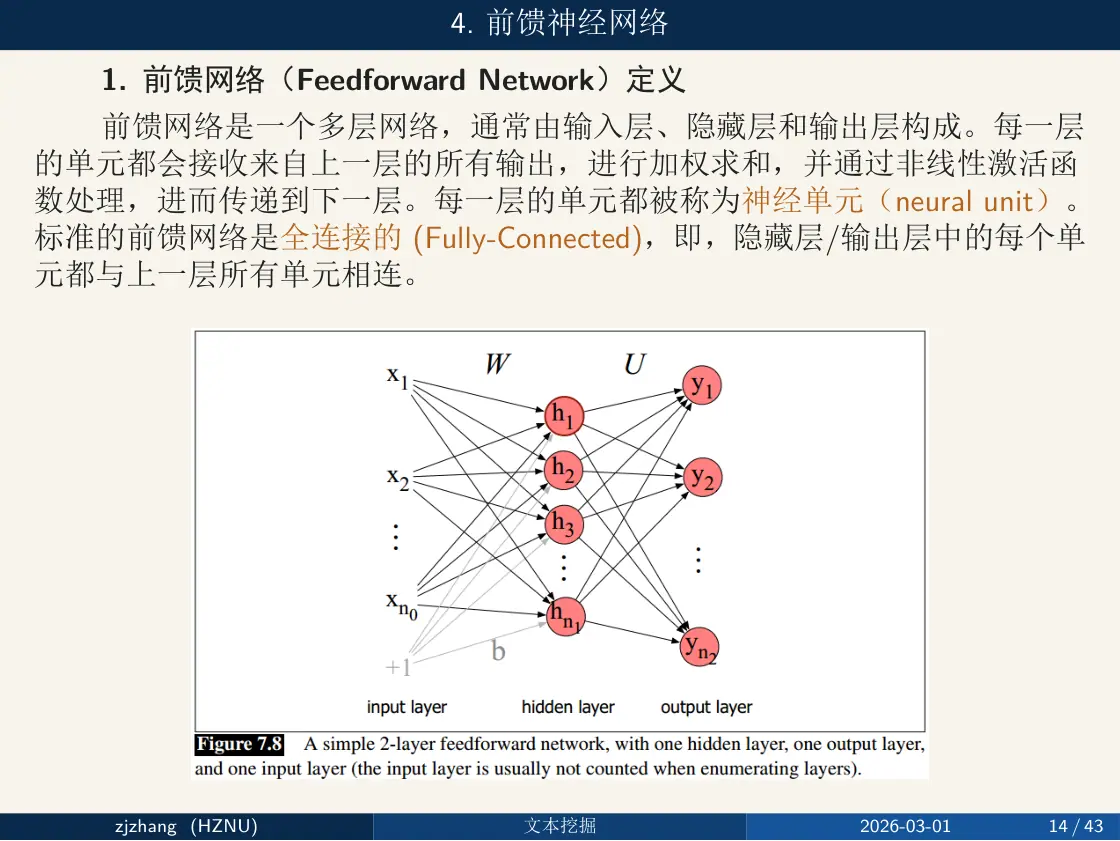 4. 前馈神经网络
1. 前馈网络（Feedforward Network）定义
前馈网络是一个多层网络，通常由输入层、隐藏层和输出层构成。每一层
的单元都会接收来自上一层的所有输出，进行加权求和，并通过非线性激活函
数处理，进而传递到下一层。每一层的单元都被称为神经单元（neural unit）。
标准的前馈网络是全连接的 (Fully-Connected)，即，隐藏层/输出层中的每个单
元都与上一层所有单元相连。
W U
x1 h1 y1
x2 h2 y2
⋮ h3 ⋮
xn0 ⋮ hn1 yn2
+1 b
input layer hidden layer output layer
Figure 7.8 A simple 2-layer feedforward network, with one hidden layer, one output layer,
and one input layer (the input layer is usually not counted when enumerating layers).
zjzhang (HZNU) 文本挖掘 2026-03-01 14 / 43